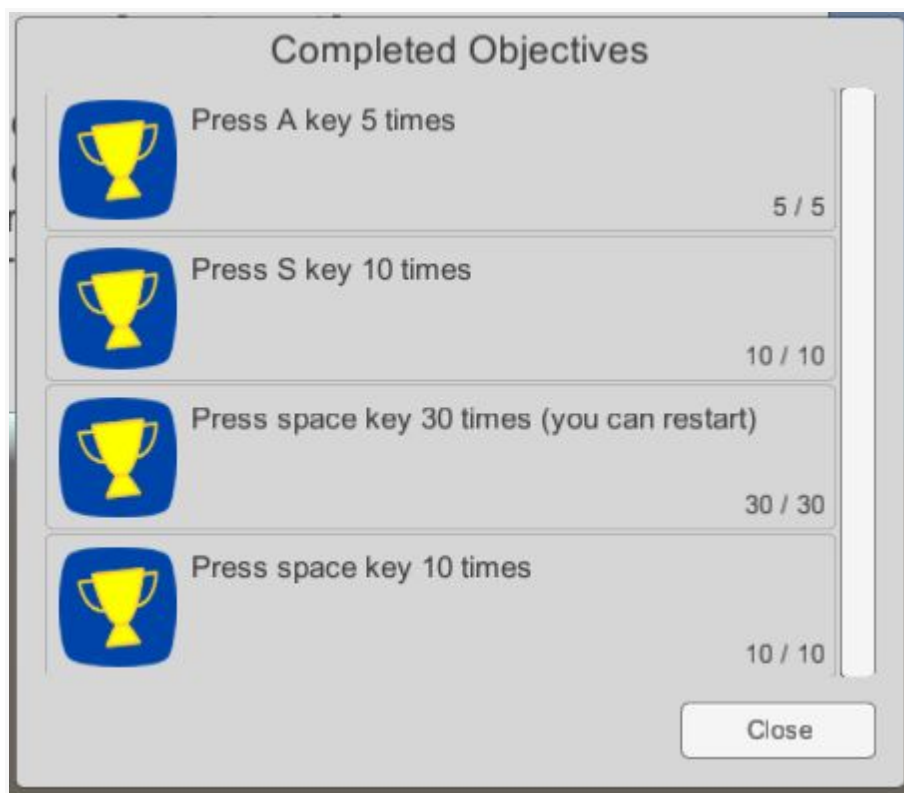 Completed Objectives
Press A key 5 times
5 / 5
Press S key 10 times
10 / 10
Press space key 30 times (you can restart)
30 / 30
Press space key 10 times
10 / 10
Close